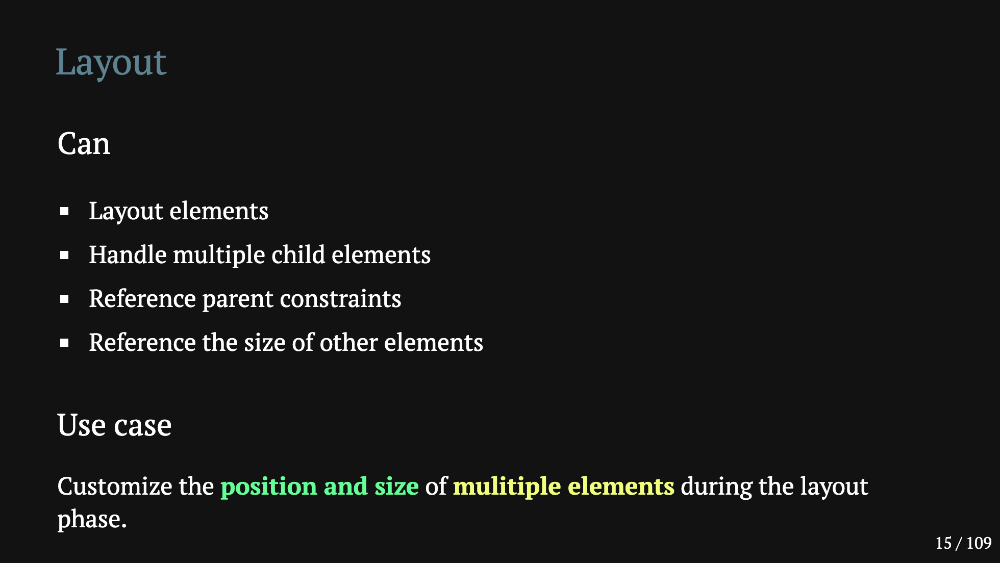 Layout
Can
Layout elements
Handle multiple child elements
Reference parent constraints
Reference the size of other elements
Use case
Customize the position and size of mulitiple elements during the layout
phase.
15 / 109